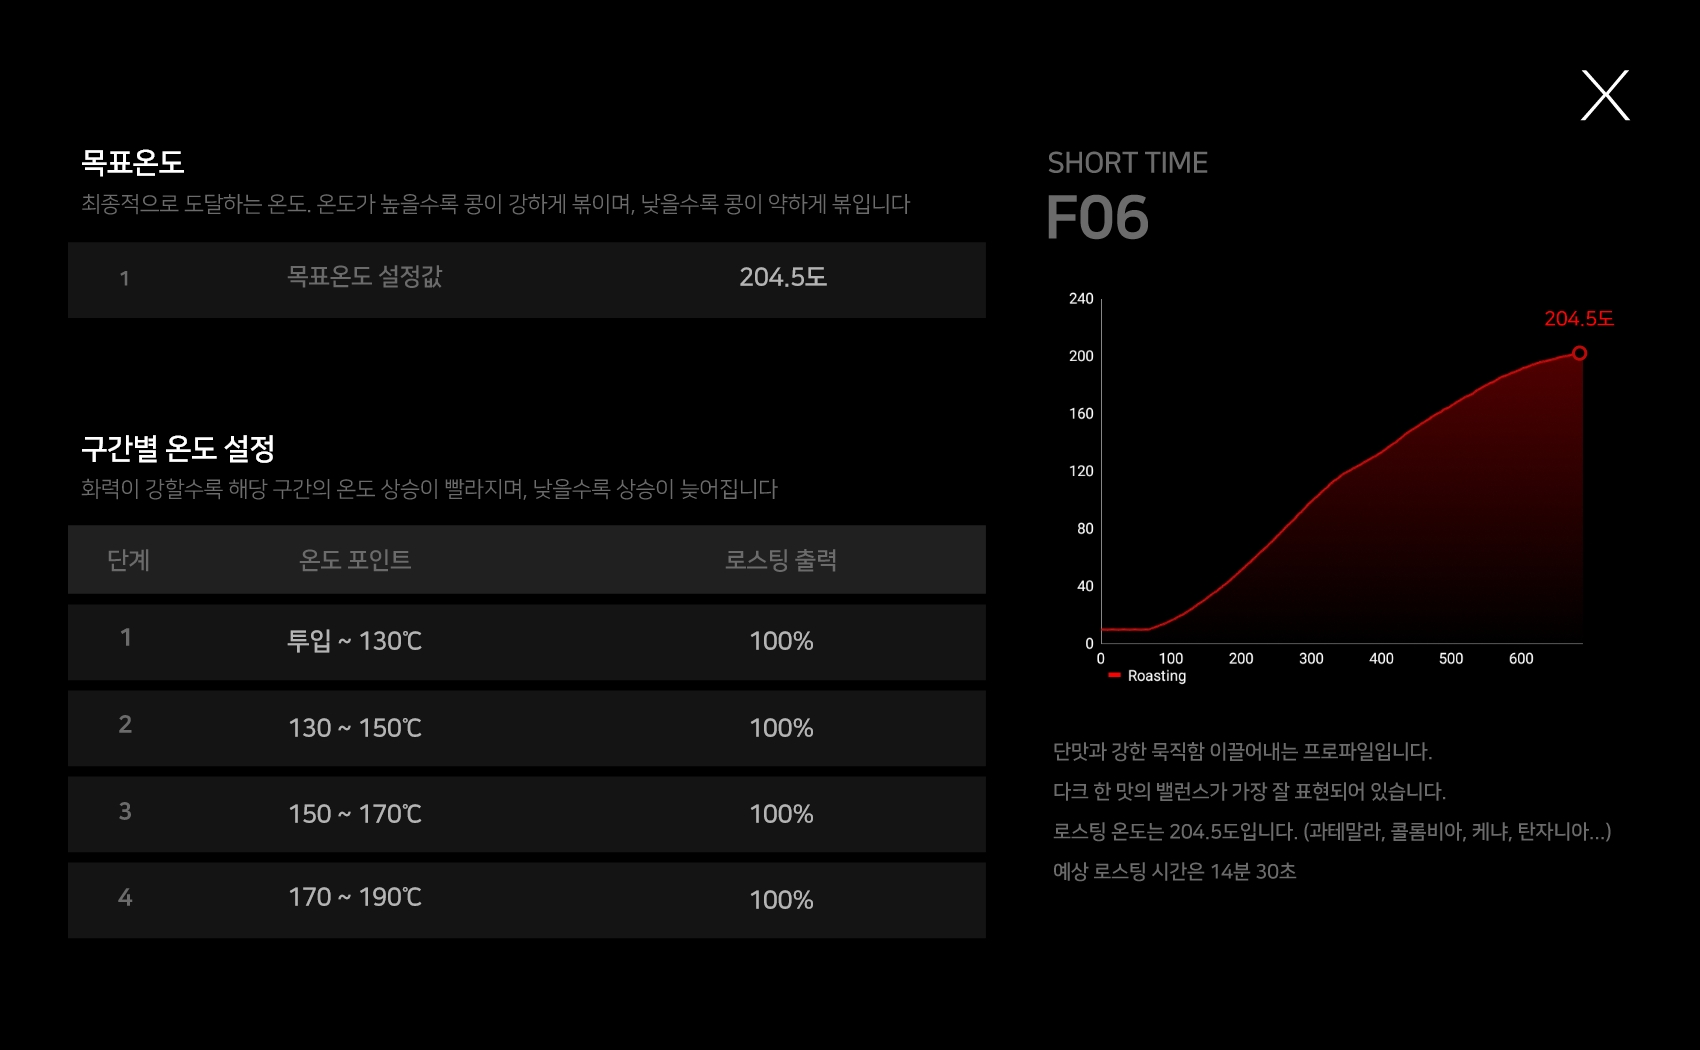 목표온도
최종적으로 도달하는 온도. 온도가 높을수록 콩이 강하게 볶이며, 낮을수록 콩이 약하게 볶입니다
1 목표온도 설정값 204.5도
구간별 온도 설정
화력이 강할수록 해당 구간의 온도 상승이 빨라지며, 낮을수록 상승이 늦어집니다
단계 온도 포인트 로스팅 출력
1 투입 ~ 130℃ 100%
2 130 ~ 150℃ 100%
3 150 ~ 170℃ 100%
4 170 ~ 190℃ 100%
SHORT TIME
F06
240
204.5도
200
160
120
80
40
0
0 100 200 300 400 500 600
Roasting
단맛과 강한 묵직함 이끌어내는 프로파일입니다.
다크 한 맛의 밸런스가 가장 잘 표현되어 있습니다.
로스팅 온도는 204.5도입니다. (과테말라, 콜롬비아, 케냐, 탄자니아...)
예상 로스팅 시간은 14분 30초